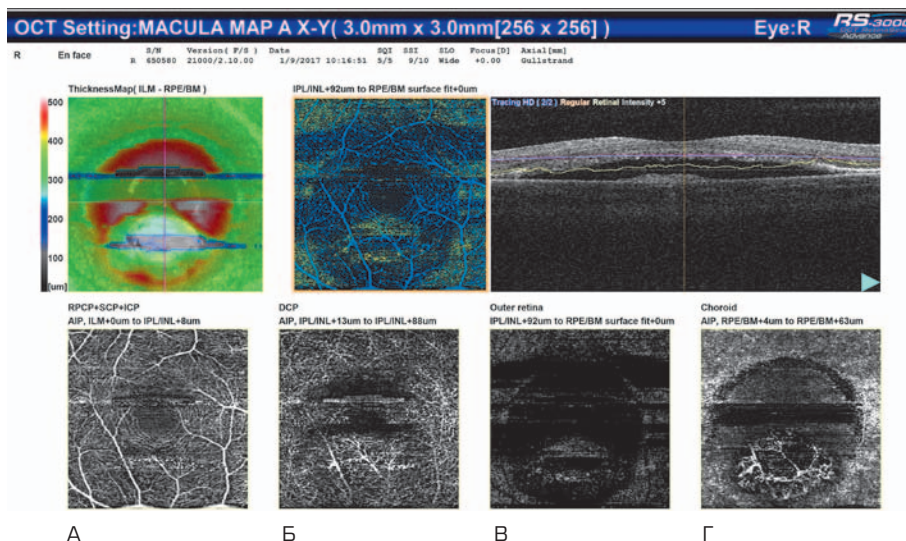 OCT Setting:MACULA MAP A X-Y( 3.0mm x 3.0mm[256 x 256] ) Eye:R RS-3000
Advance
S/N Version( F/S ) Date SQI SSI SLO Focus[D] Axial[mm]
R En face R 650560 21000/2.10.00 1/9/2017 10:16:51 5/5 9/10 Wide +0.00 Gullstrand
ThicknessMap( ILM - RPE/BM ) IPL/INL+92um to RPE/BM surface fit+0um
Tracing HD ( 2/2 ) Regular Retinal Intensity +5
500
400
300
200
100
[um]
RPCP+SCP+ICP DCP Outer retina Choroid
AIP, ILM+0um to IPL/INL+8um AIP, IPL/INL+13um to IPL/INL+88um IPL/INL+92um to RPE/BM surface fit+0um AIP, RPE/BM+4um to RPE/BM+63um
А Б В Г